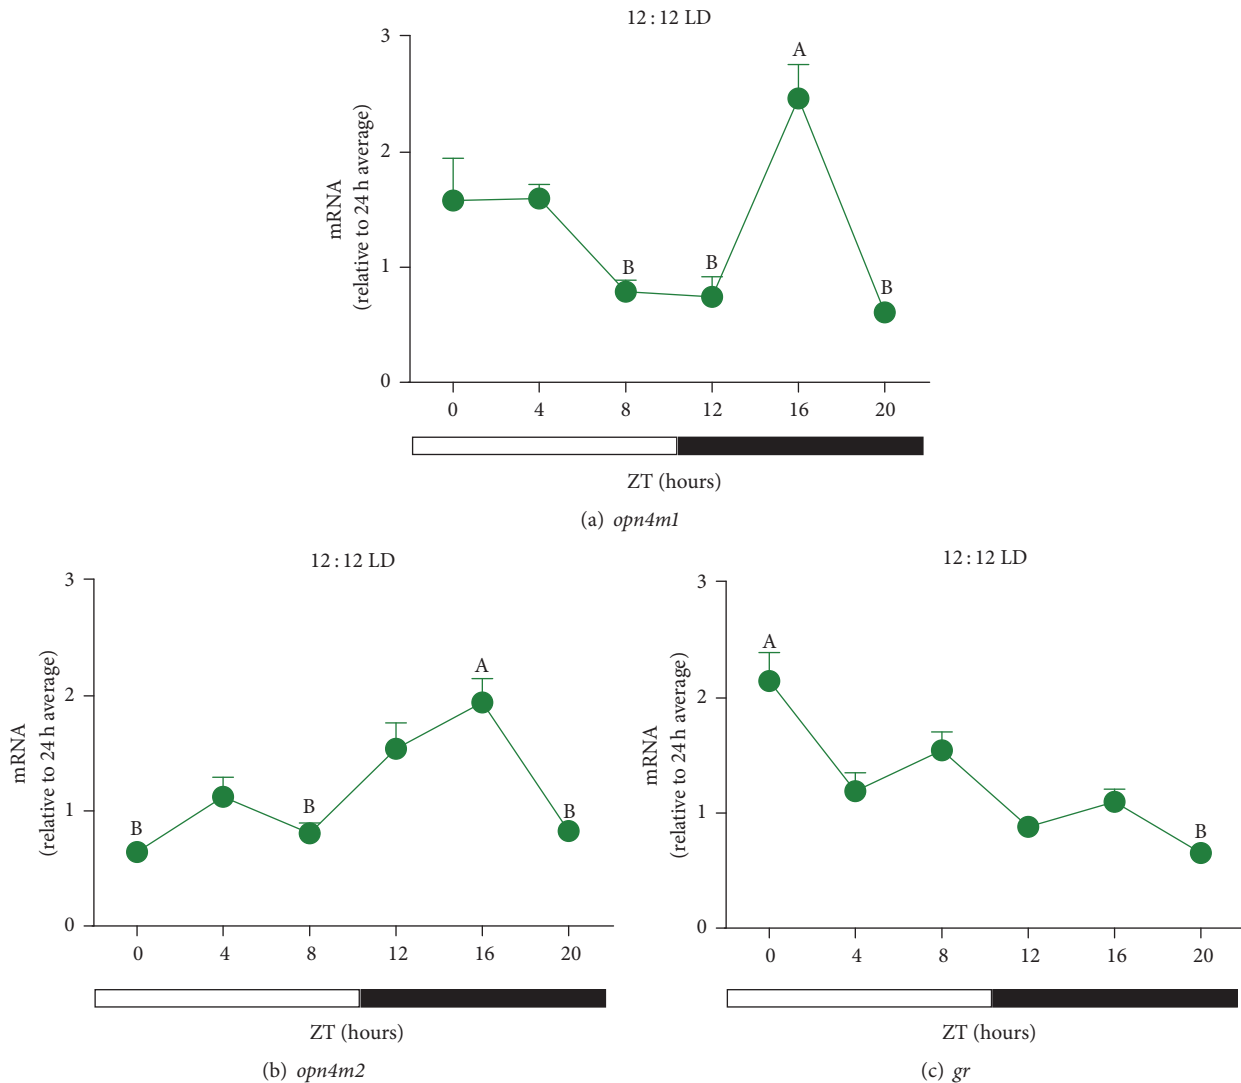 12:12 LD
3
2
1
0
mRNA
(relative to 24 h average)
A
B
B
B
0 4 8 12 16 20
ZT (hours)
(a) opn4m1
12:12 LD
3
2
1
0
mRNA
(relative to 24 h average)
B
B
A
B
0 4 8 12 16 20
ZT (hours)
(b) opn4m2
12:12 LD
3
2
1
0
mRNA
(relative to 24 h average)
A
B
0 4 8 12 16 20
ZT (hours)
(c) gr